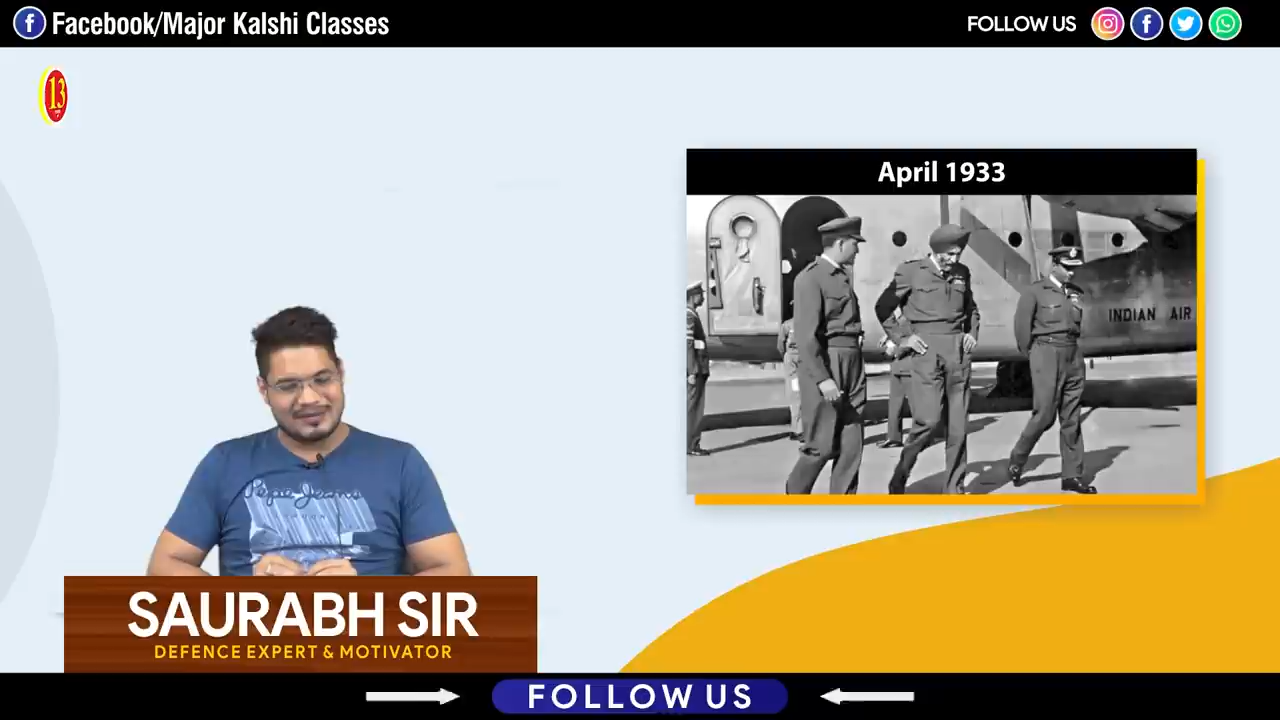 Facebook/Major Kalshi Classes
FOLLOW US
13
April 1933
INDIAN AIR
Pepe Jeans
SAURABH SIR
DEFENCE EXPERT & MOTIVATOR
FOLLOW US